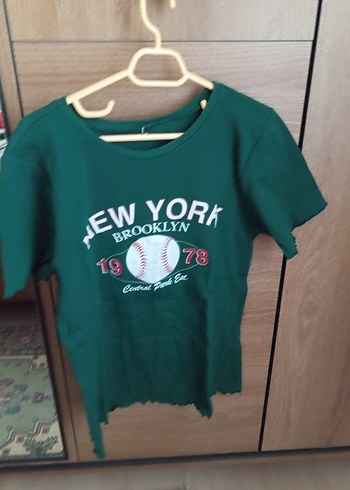 NEW YORK
BROOKLYN
19 78
Central Park Est.